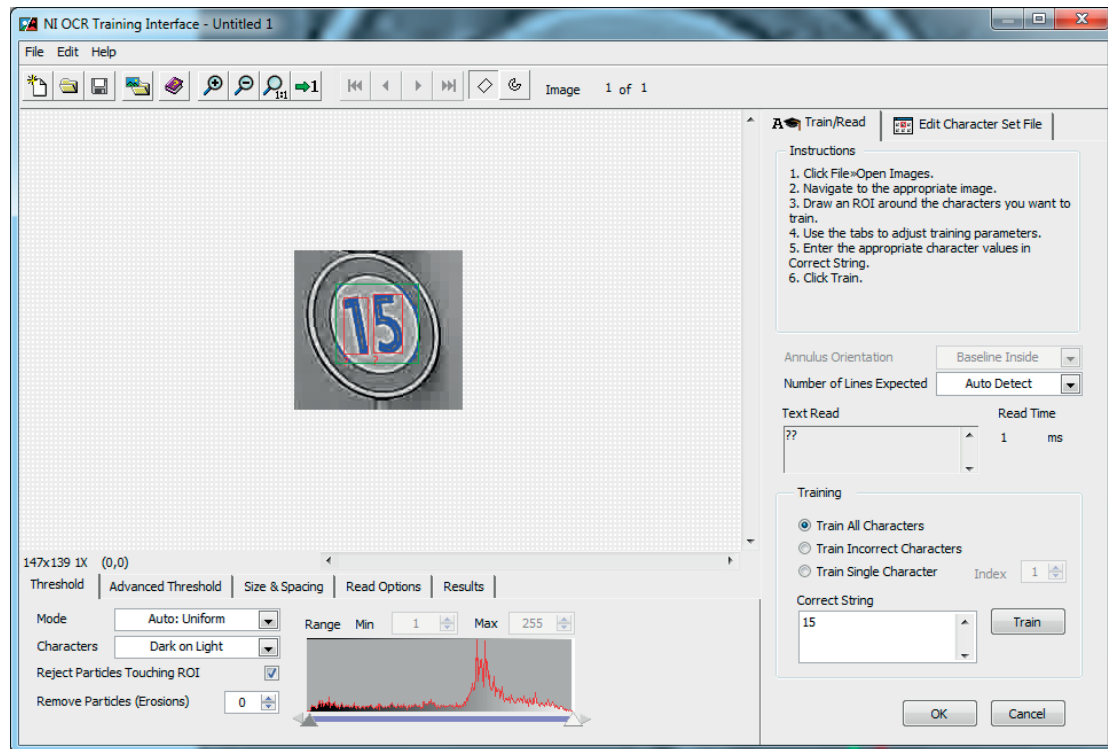 NI OCR Training Interface - Untitled 1
File Edit Help
1:1 1 Image 1 of 1
Train/Read Edit Character Set File
Instructions
1. Click File»Open Images.
2. Navigate to the appropriate image.
3. Draw an ROI around the characters you want to
train.
4. Use the tabs to adjust training parameters.
5. Enter the appropriate character values in
Correct String.
6. Click Train.
15
? ?
Annulus Orientation Baseline Inside
Number of Lines Expected Auto Detect
Text Read Read Time
?? 1 ms
Training
Train All Characters
Train Incorrect Characters
Train Single Character Index 1
Correct String
15 Train
OK Cancel
147x139 1X (0,0)
Threshold Advanced Threshold Size & Spacing Read Options Results
Mode Auto: Uniform Range Min 1 Max 255
Characters Dark on Light
Reject Particles Touching ROI
Remove Particles (Erosions) 0